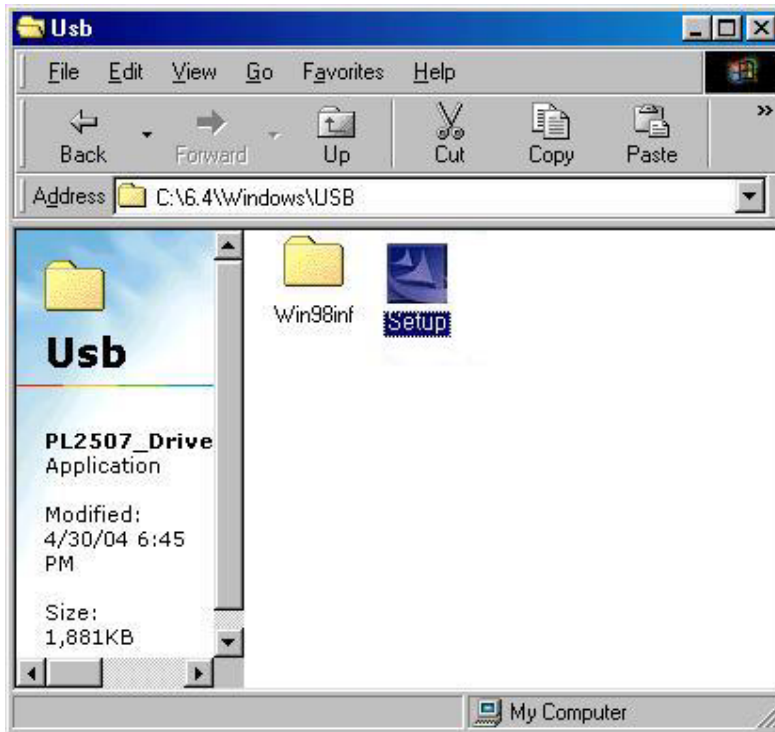 Usb
File Edit View Go Favorites Help
Back Forward Up Cut Copy Paste »
Address C:\6.4\Windows\USB
Usb
PL2507_Drive
Application
Modified:
4/30/04 6:45
PM
Size:
1,881KB
Win98inf
Setup
My Computer